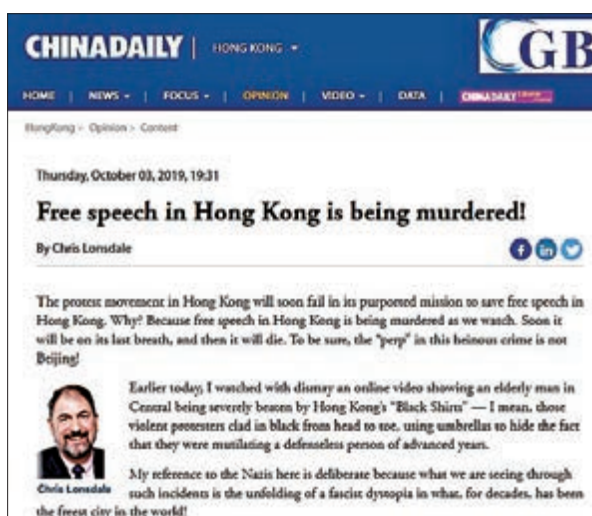 CHINADAILY | HONG KONG
GB
HOME | NEWS | FOCUS | OPINION | VIDEO | DATA | CHINA DAILY
HongKong > Opinion > Content
Thursday, October 03, 2019, 19:31
Free speech in Hong Kong is being murdered!
By Chris Lonsdale
The protest movement in Hong Kong will soon fail in its purported mission to save free speech in
Hong Kong. Why? Because free speech in Hong Kong is being murdered as we watch. Soon it
will be on its last breath, and then it will die. To be sure, the "perp" in this heinous crime is not
Beijing!
Earlier today, I watched with dismay an online video showing an elderly man in
Central being severely beaten by Hong Kong's "Black Shirts" — I mean, those
violent protesters clad in black from head to toe, using umbrellas to hide the fact
that they were mutilating a defenseless person of advanced years.
My reference to the Nazis here is deliberate because what we are seeing through
such incidents is the unfolding of a fascist dystopia in what, for decades, has been
the freest city in the world!
Chris Lonsdale